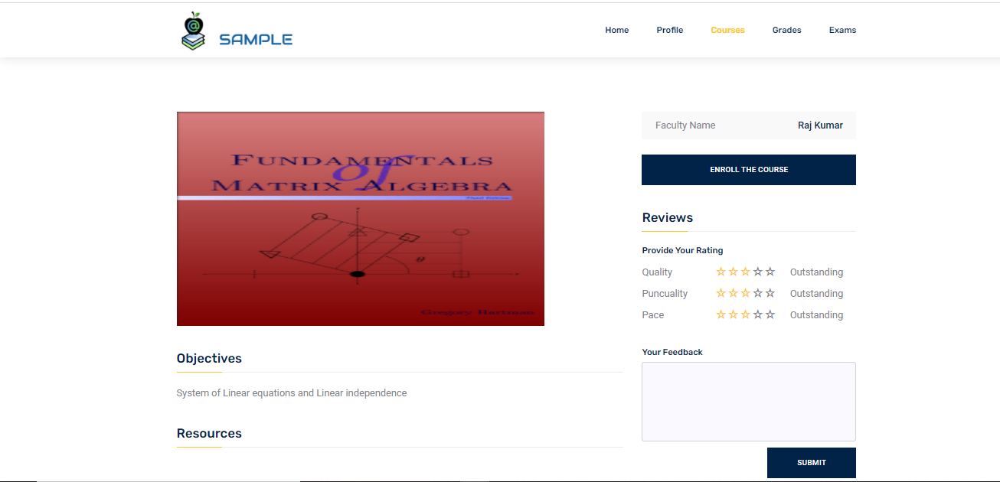 SAMPLE
Home Profile Courses Grades Exams
FUNDAMENTALS
of
MATRIX ALGEBRA
Third Edition
θ
Gregory Hartman
Objectives
System of Linear equations and Linear independence
Resources
Faculty Name Raj Kumar
ENROLL THE COURSE
Reviews
Provide Your Rating
Quality Outstanding
Puncuality Outstanding
Pace Outstanding
Your Feedback
SUBMIT